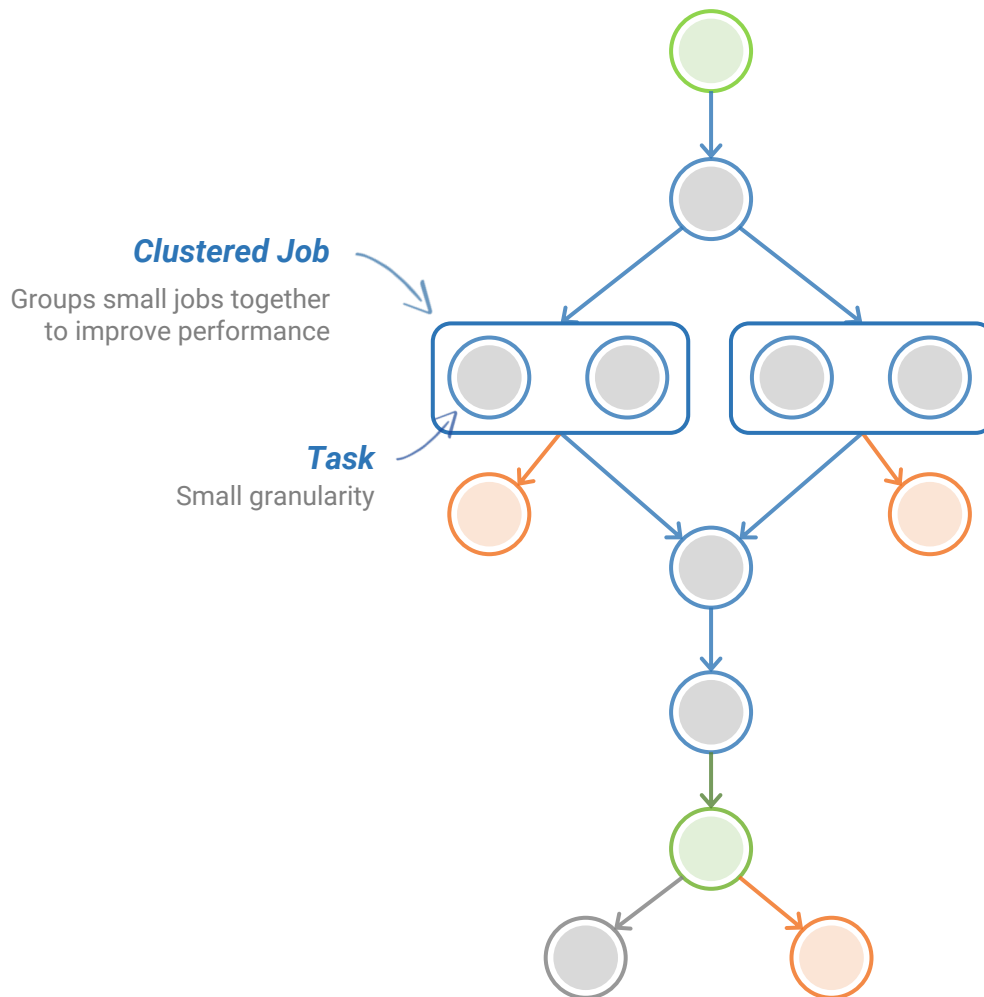 Clustered Job
Groups small jobs together
to improve performance
Task
Small granularity